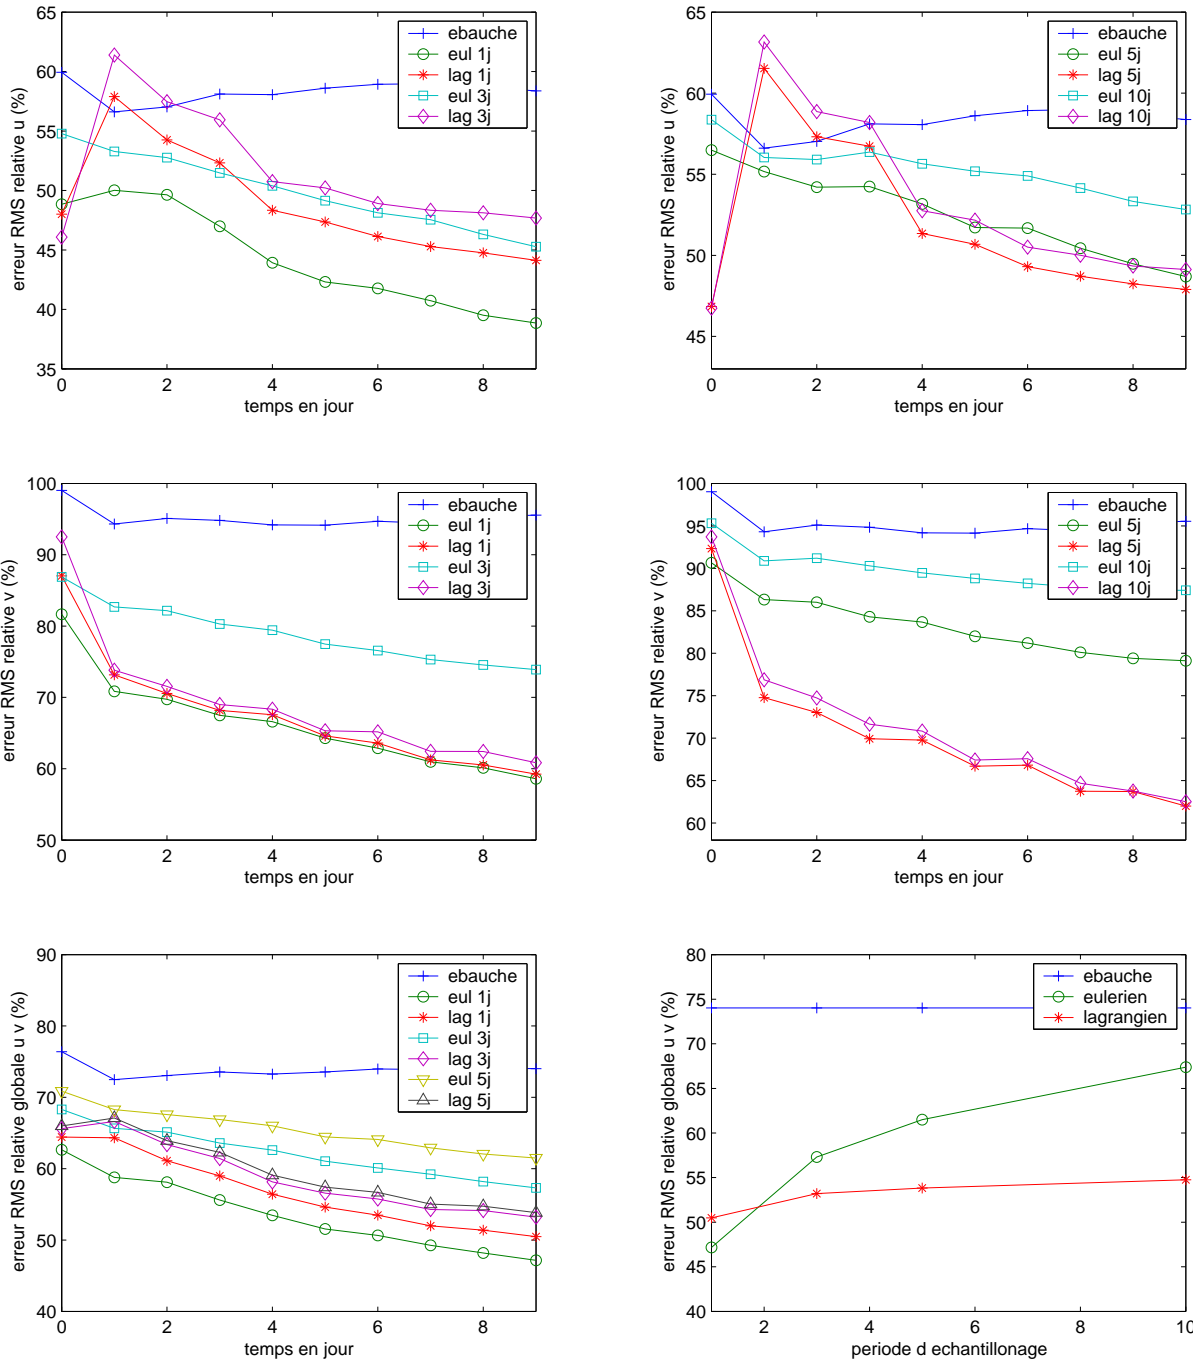 erreur RMS relative u (%)
65
60
55
50
45
40
35
0 2 4 6 8
temps en jour
ebauche
eul 1j
lag 1j
eul 3j
lag 3j
erreur RMS relative u (%)
65
60
55
50
45
0 2 4 6 8
temps en jour
ebauche
eul 5j
lag 5j
eul 10j
lag 10j
erreur RMS relative v (%)
100
90
80
70
60
50
0 2 4 6 8
temps en jour
ebauche
eul 1j
lag 1j
eul 3j
lag 3j
erreur RMS relative v (%)
100
95
90
85
80
75
70
65
60
0 2 4 6 8
temps en jour
ebauche
eul 5j
lag 5j
eul 10j
lag 10j
erreur RMS relative globale u v (%)
90
80
70
60
50
40
0 2 4 6 8
temps en jour
ebauche
eul 1j
lag 1j
eul 3j
lag 3j
eul 5j
lag 5j
erreur RMS relative globale u v (%)
80
75
70
65
60
55
50
45
40
2 4 6 8 10
periode d echantillonage
ebauche
eulerien
lagrangien